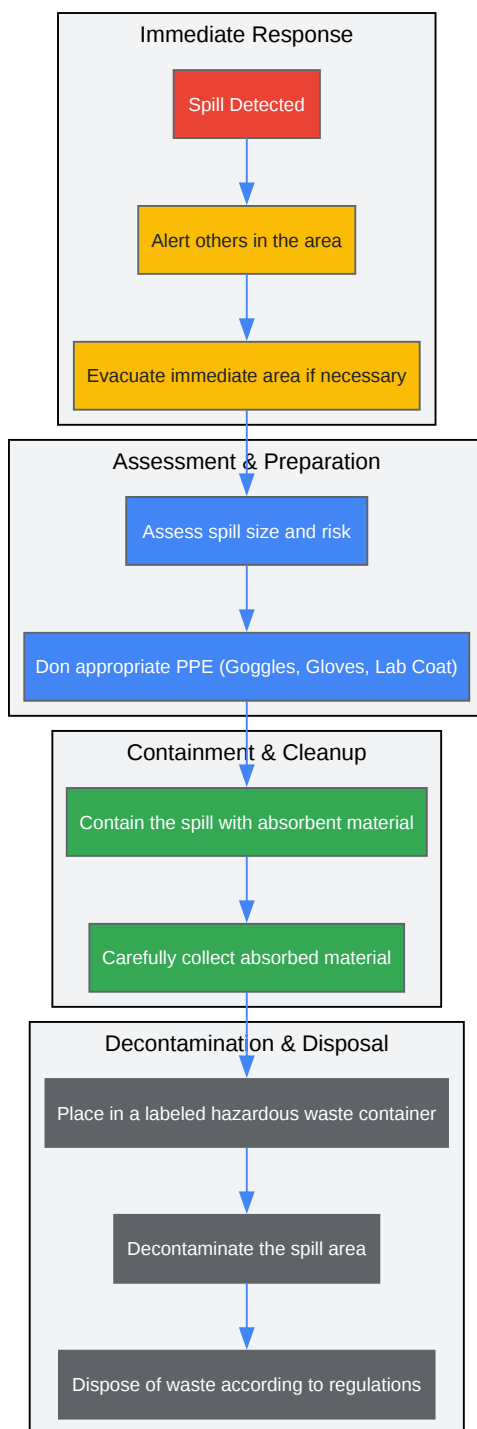 Immediate Response
Spill Detected
Alert others in the area
Evacuate immediate area if necessary
Assessment & Preparation
Assess spill size and risk
Don appropriate PPE (Goggles, Gloves, Lab Coat)
Containment & Cleanup
Contain the spill with absorbent material
Carefully collect absorbed material
Decontamination & Disposal
Place in a labeled hazardous waste container
Decontaminate the spill area
Dispose of waste according to regulations